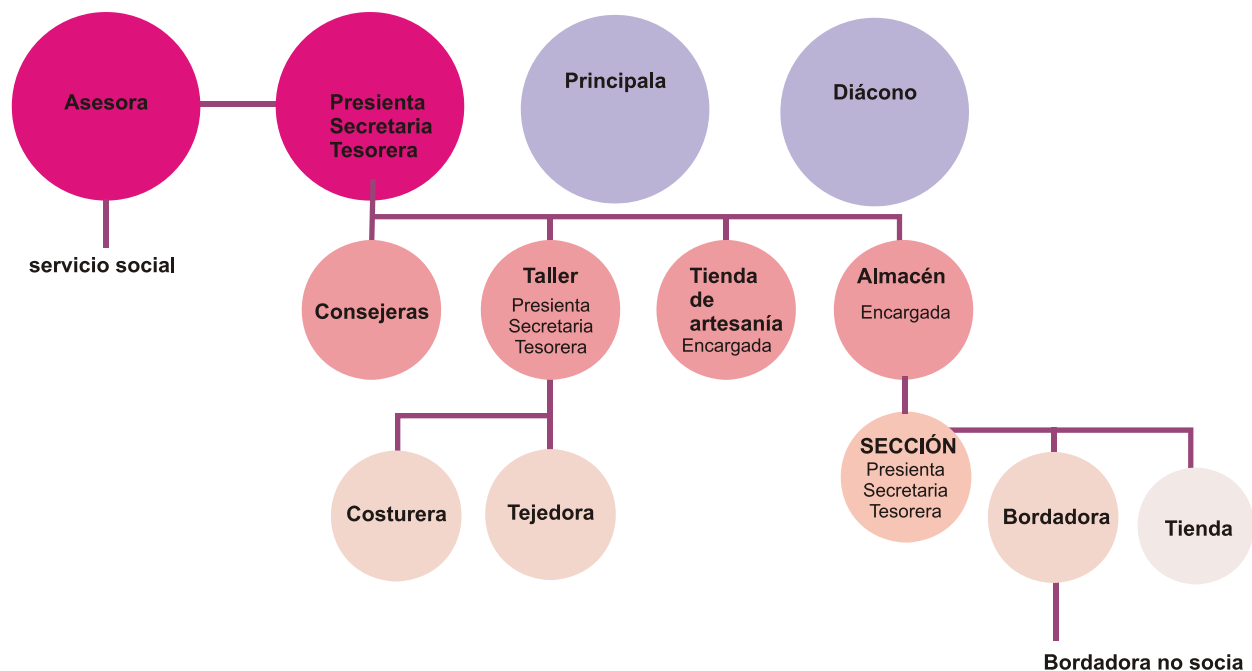 Asesora
Presienta
Secretaria
Tesorera
Principala
Diácono
servicio social
Consejeras
Taller
Presienta
Secretaria
Tesorera
Tienda
de
artesanía
Encargada
Almacén
Encargada
Costurera
Tejedora
SECCIÓN
Presienta
Secretaria
Tesorera
Bordadora
Tienda
Bordadora no socia